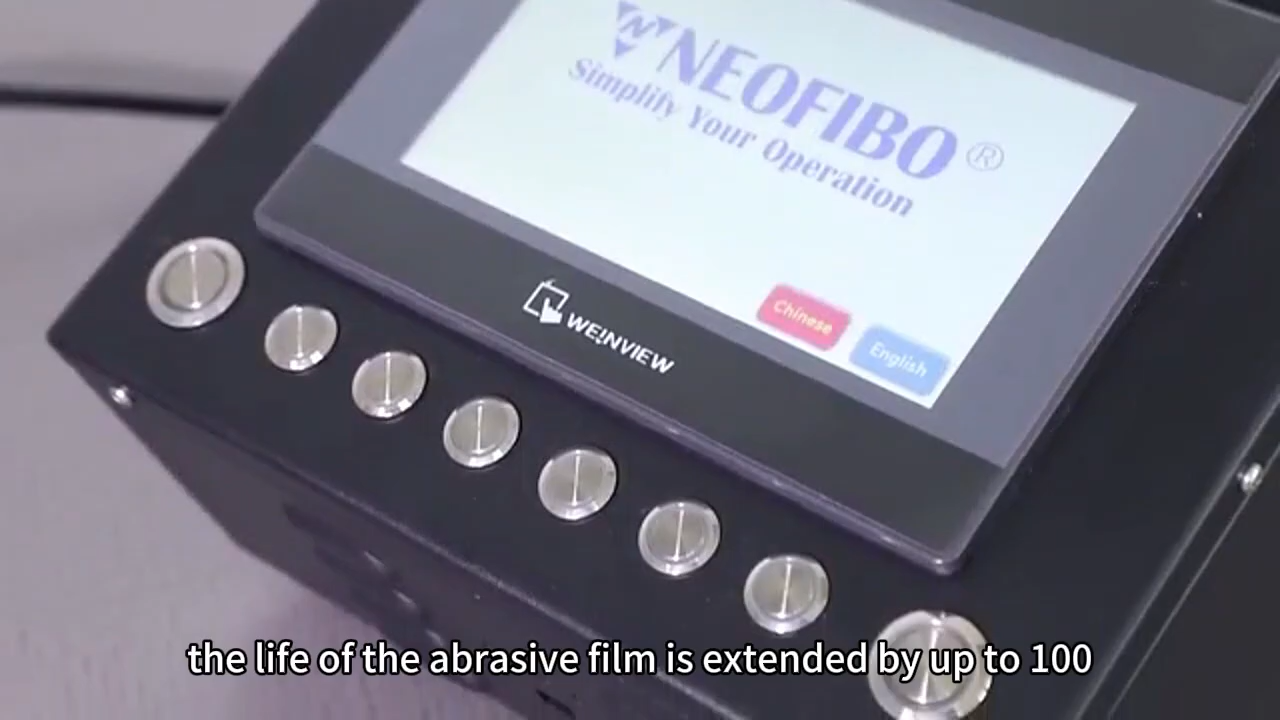 NEOFIBO®
Simplify Your Operation
Chinese
English
WEINVIEW
the life of the abrasive film is extended by up to 100